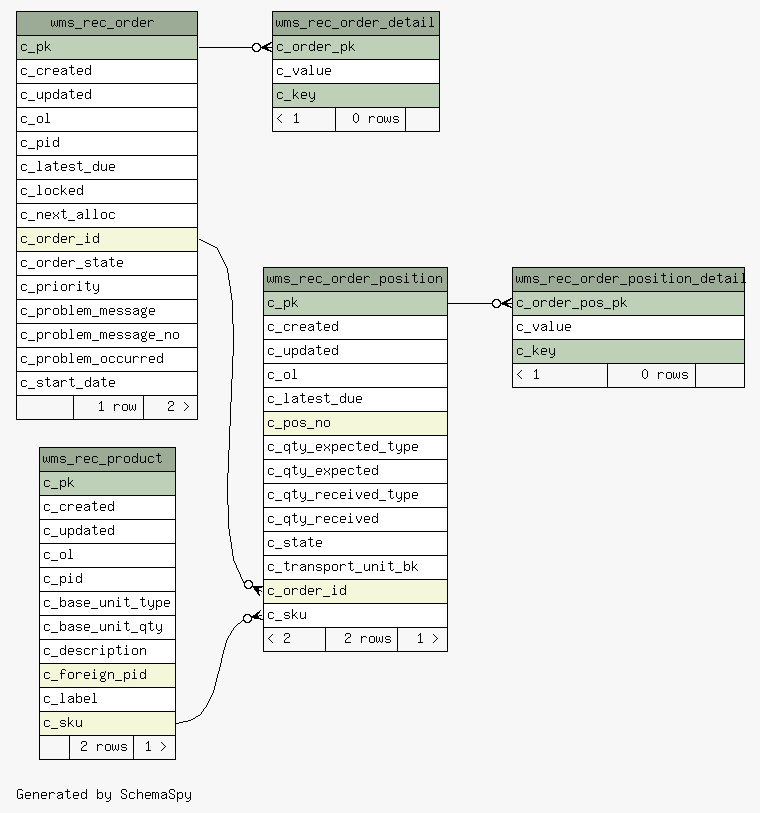 wms_rec_order
c_pk
c_created
c_updated
c_ol
c_pid
c_latest_due
c_locked
c_next_alloc
c_order_id
c_order_state
c_priority
c_problem_message
c_problem_message_no
c_problem_occurred
c_start_date
1 row 2 >
wms_rec_order_detail
c_order_pk
c_value
c_key
< 1 0 rows
wms_rec_order_position
c_pk
c_created
c_updated
c_ol
c_latest_due
c_pos_no
c_qty_expected_type
c_qty_expected
c_qty_received_type
c_qty_received
c_state
c_transport_unit_bk
c_order_id
c_sku
< 2 2 rows 1 >
wms_rec_order_position_detail
c_order_pos_pk
c_value
c_key
< 1 0 rows
wms_rec_product
c_pk
c_created
c_updated
c_ol
c_pid
c_base_unit_type
c_base_unit_qty
c_description
c_foreign_pid
c_label
c_sku
2 rows 1 >
Generated by SchemaSpy